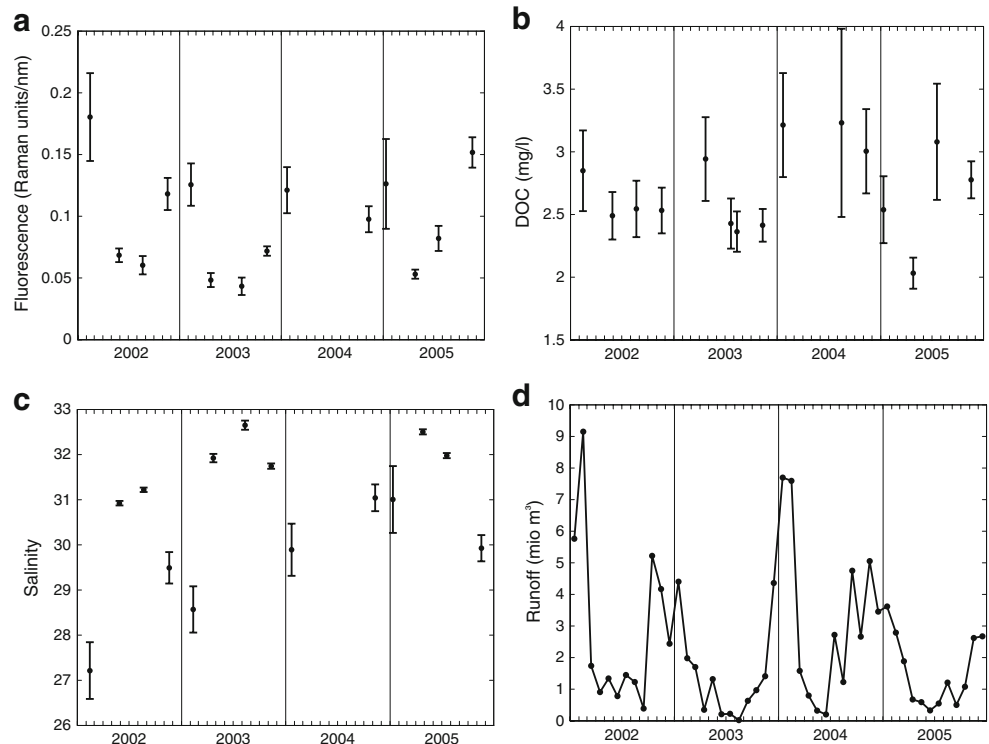 a
Fluorescence (Raman units/nm)
0.25
0.2
0.15
0.1
0.05
0
2002 2003 2004 2005
b
DOC (mg/l)
4
3.5
3
2.5
2
1.5
2002 2003 2004 2005
c
Salinity
33
32
31
30
29
28
27
26
2002 2003 2004 2005
d
Runoff (mio m³)
10
9
8
7
6
5
4
3
2
1
0
2002 2003 2004 2005